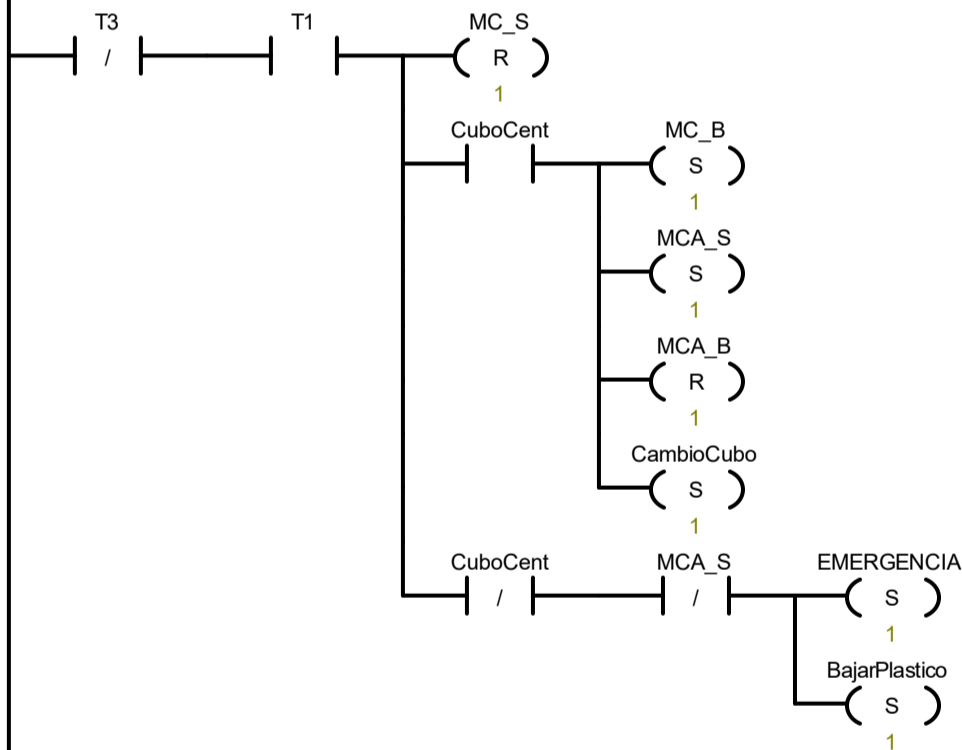 T3 T1 MC_S
/ R
1
CuboCent MC_B
S
1
MCA_S
S
1
MCA_B
R
1
CambioCubo
S
1
CuboCent MCA_S EMERGENCIA
/ / S
1
BajarPlastico
S
1